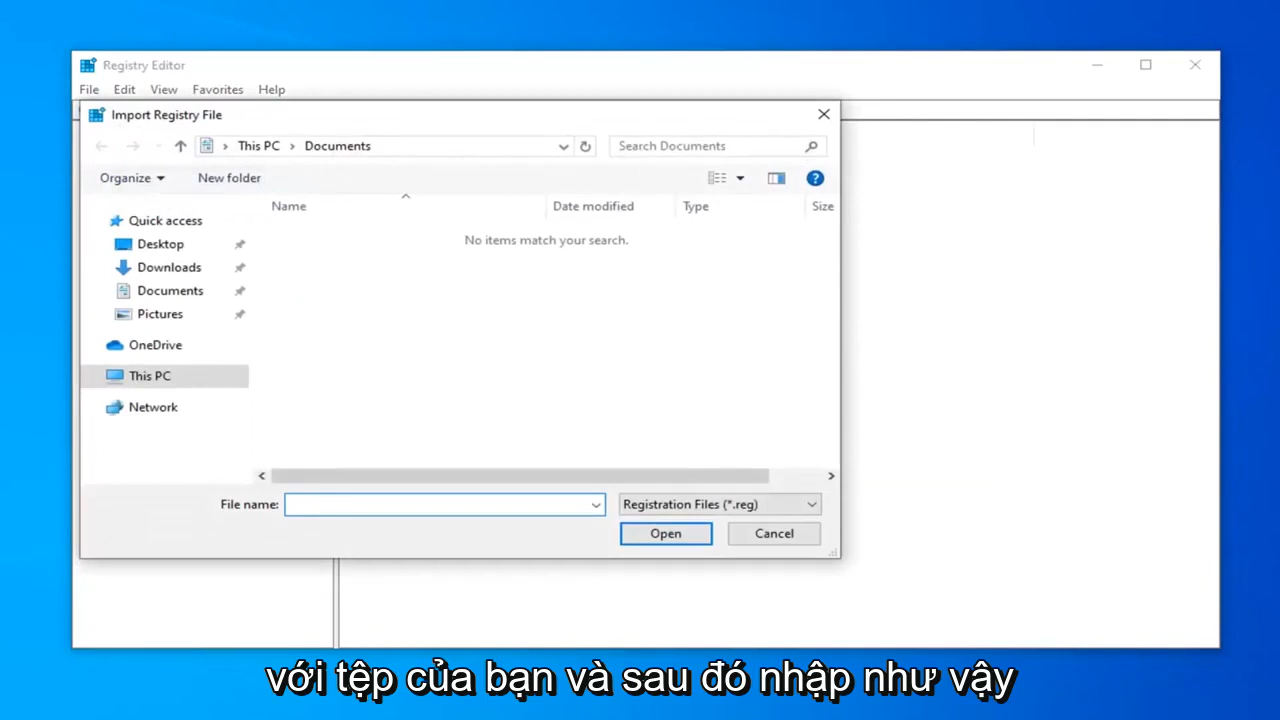 Registry Editor
File Edit View Favorites Help
Import Registry File
This PC Documents
Search Documents
Organize New folder
Name Date modified Type Size
No items match your search.
Quick access
Desktop
Downloads
Documents
Pictures
OneDrive
This PC
Network
File name:
Registration Files (*.reg)
Open Cancel
với tệp của bạn và sau đó nhập như vậy